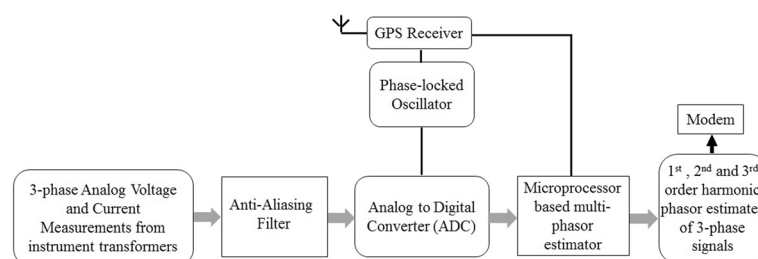 GPS Receiver
Phase-locked
Oscillator
Modem
3-phase Analog Voltage
and Current
Measurements from
instrument transformers
Anti-Aliasing
Filter
Analog to Digital
Converter (ADC)
Microprocessor
based multi-
phasor
estimator
1st , 2nd and 3rd
order harmonic
phasor estimate
of 3-phase
signals